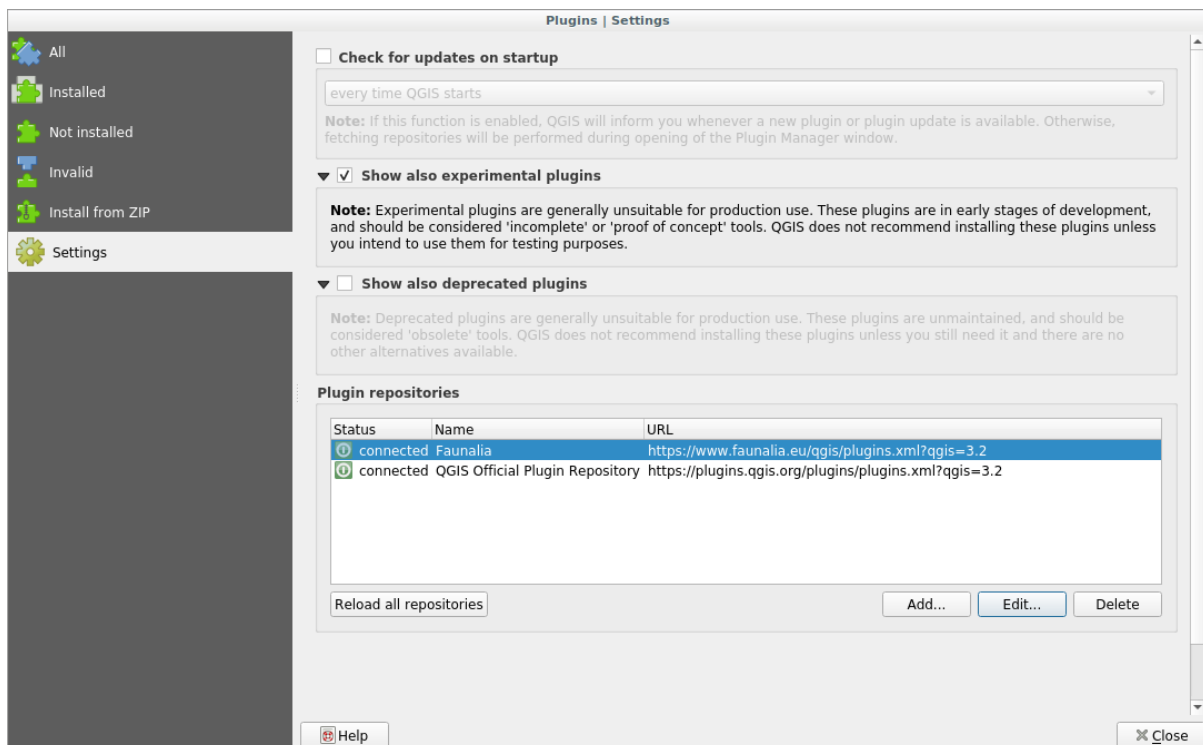 Plugins | Settings
All
Installed
Not installed
Invalid
Install from ZIP
Settings
Check for updates on startup
every time QGIS starts
Note: If this function is enabled, QGIS will inform you whenever a new plugin or plugin update is available. Otherwise,
fetching repositories will be performed during opening of the Plugin Manager window.
Show also experimental plugins
Note: Experimental plugins are generally unsuitable for production use. These plugins are in early stages of development,
and should be considered 'incomplete' or 'proof of concept' tools. QGIS does not recommend installing these plugins unless
you intend to use them for testing purposes.
Show also deprecated plugins
Note: Deprecated plugins are generally unsuitable for production use. These plugins are unmaintained, and should be
considered 'obsolete' tools. QGIS does not recommend installing these plugins unless you still need it and there are no
other alternatives available.
Plugin repositories
Status Name URL
connected Faunalia https://www.faunalia.eu/qgis/plugins.xml?qgis=3.2
connected QGIS Official Plugin Repository https://plugins.qgis.org/plugins/plugins.xml?qgis=3.2
Reload all repositories Add... Edit... Delete
Help Close